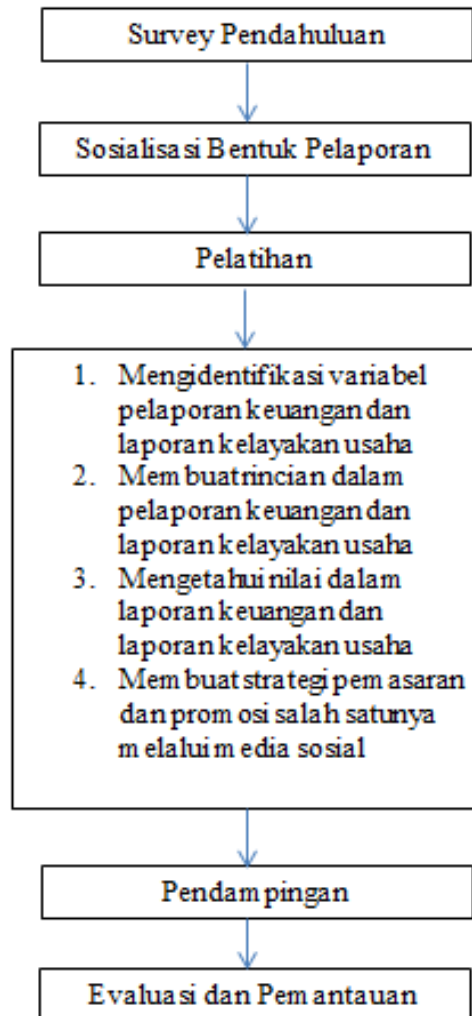 Survey Pendahuluan
Sosialisasi Bentuk Pelaporan
Pelatihan
1. Mengidentifikasi variabel
pelaporan keuangan dan
laporan kelayakan usaha
2. Membuat rincian dalam
pelaporan keuangan dan
laporan kelayakan usaha
3. Mengetahui nilai dalam
laporan keuangan dan
laporan kelayakan usaha
4. Membuat strategi pemasaran
dan promosi salah satunya
melalui media sosial
Pendampingan
Evaluasi dan Pemantauan